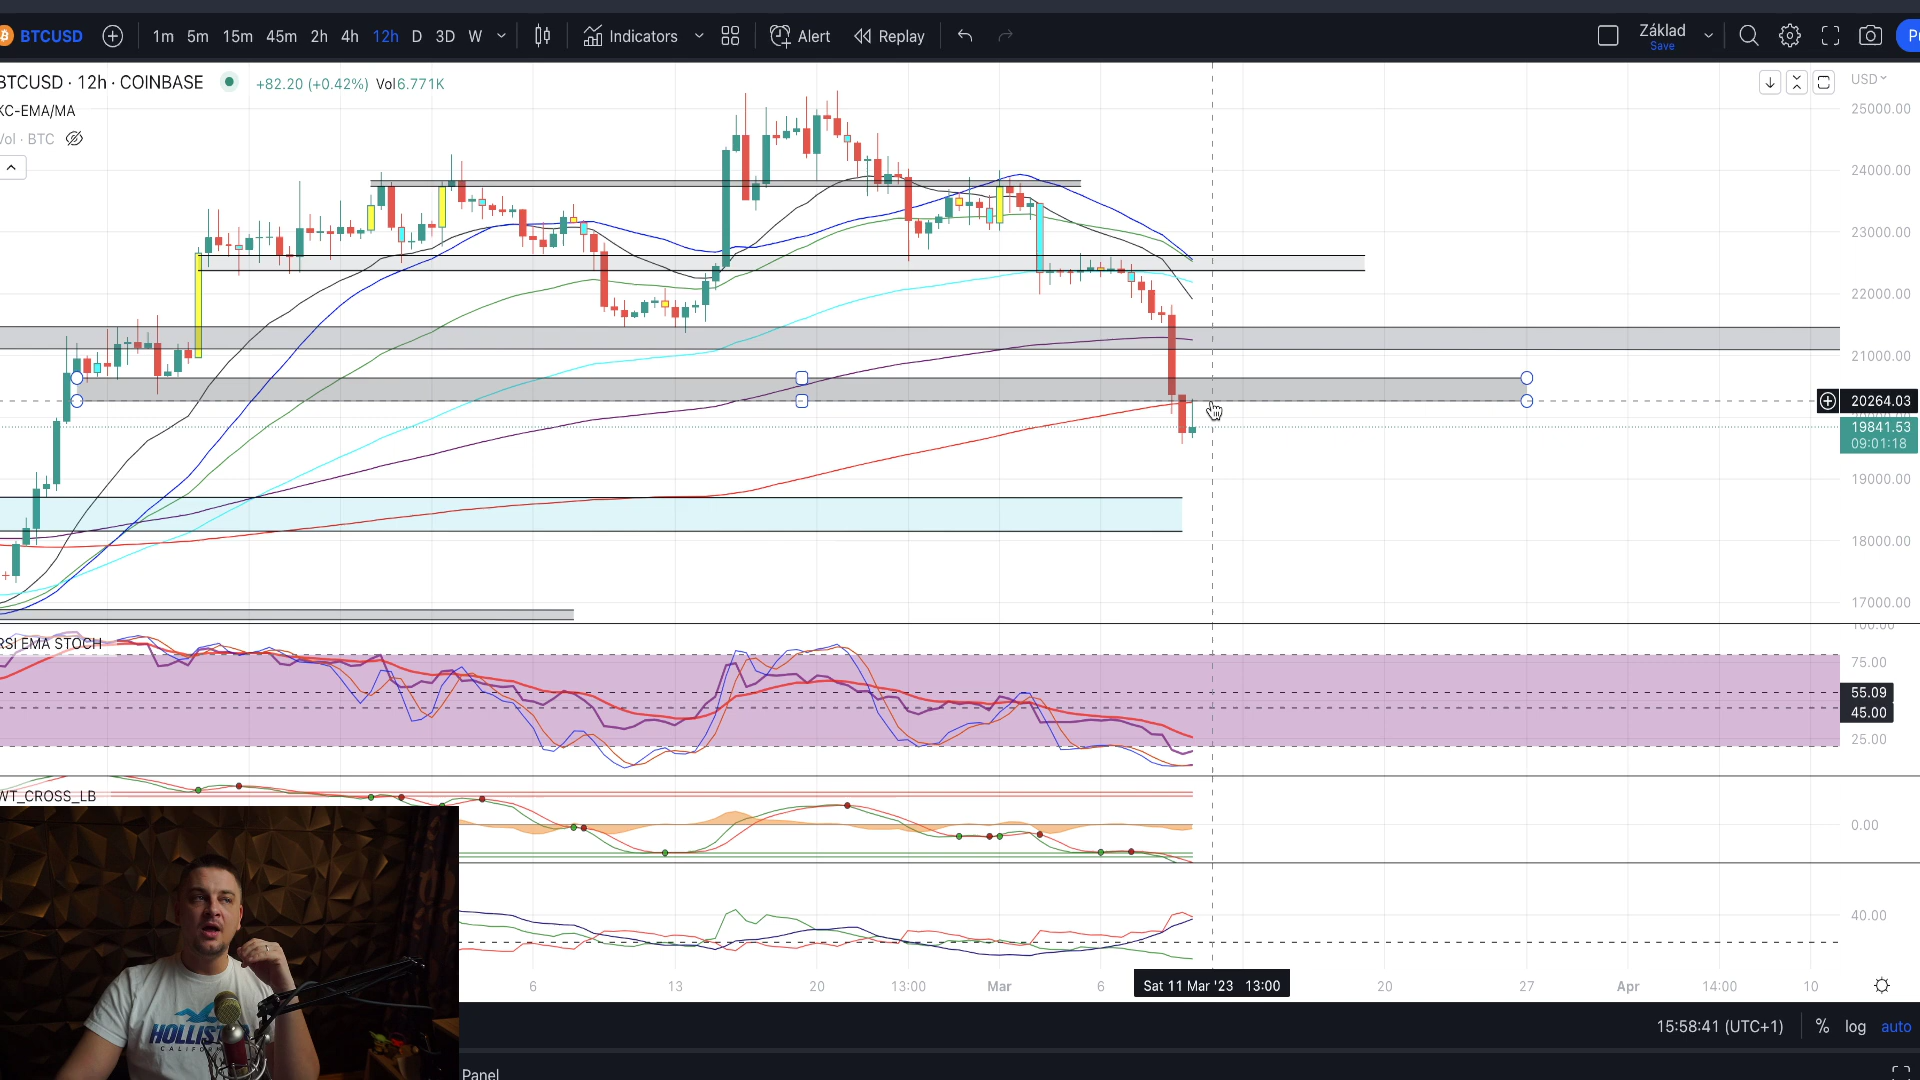 BTCUSD 1m 5m 15m 45m 2h 4h 12h D 3D W Indicators Alert Replay Základ
Save
BTCUSD · 12h · COINBASE +82.20 (+0.42%) Vol6.771K
KC-EMA/MA
Vol · BTC
USD
25000.00
24000.00
23000.00
22000.00
21000.00
20264.03
19841.53
09:01:18
19000.00
18000.00
17000.00
100.00
RSI EMA STOCH
75.00
55.09
45.00
25.00
WT_CROSS_LB
0.00
40.00
6 13 20 13:00 Mar 6 Sat 11 Mar '23 13:00 20 27 Apr 14:00 10
15:58:41 (UTC+1) % log auto
HOLLIST
CALIFOR
Panel